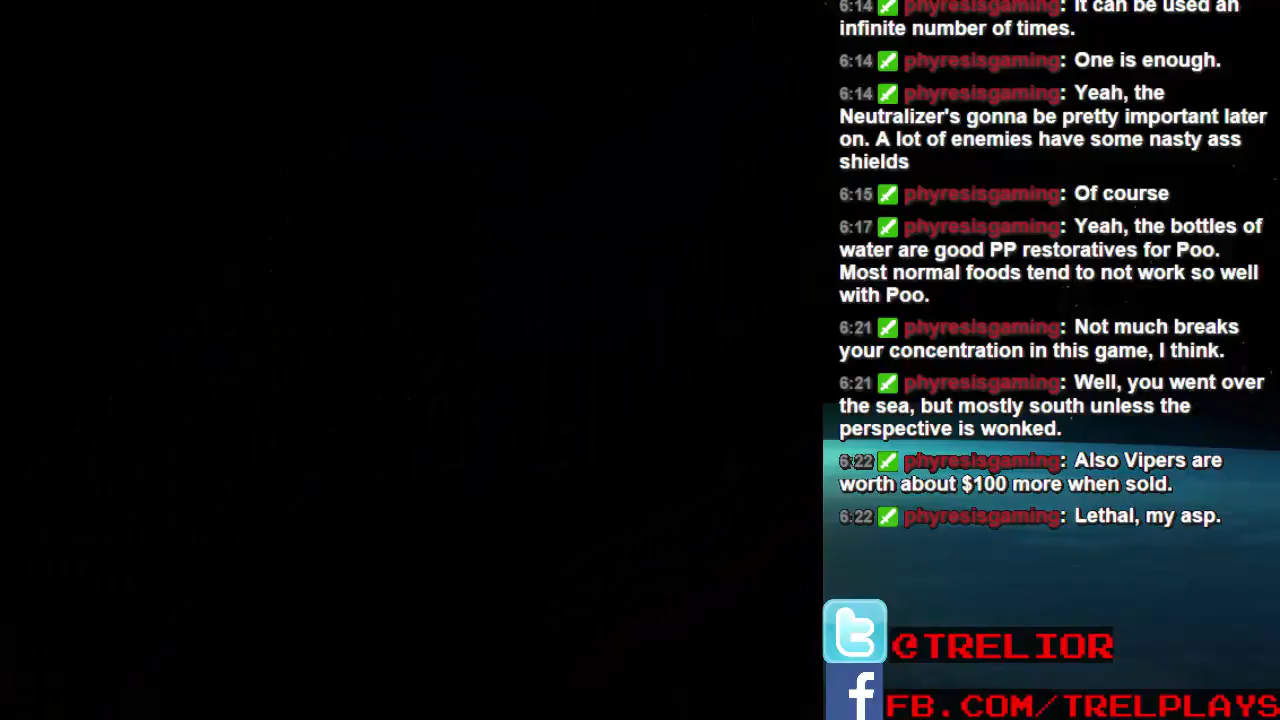 6:14 phyresisgaming: It can be used an
infinite number of times.
6:14 phyresisgaming: One is enough.
6:14 phyresisgaming: Yeah, the
Neutralizer's gonna be pretty important later
on. A lot of enemies have some nasty ass
shields
6:15 phyresisgaming: Of course
6:17 phyresisgaming: Yeah, the bottles of
water are good PP restoratives for Poo.
Most normal foods tend to not work so well
with Poo.
6:21 phyresisgaming: Not much breaks
your concentration in this game, I think.
6:21 phyresisgaming: Well, you went over
the sea, but mostly south unless the
perspective is wonked.
6:22 phyresisgaming: Also Vipers are
worth about $100 more when sold.
6:22 phyresisgaming: Lethal, my asp.
@TRELIOR
FB.COM/TRELPLAYS